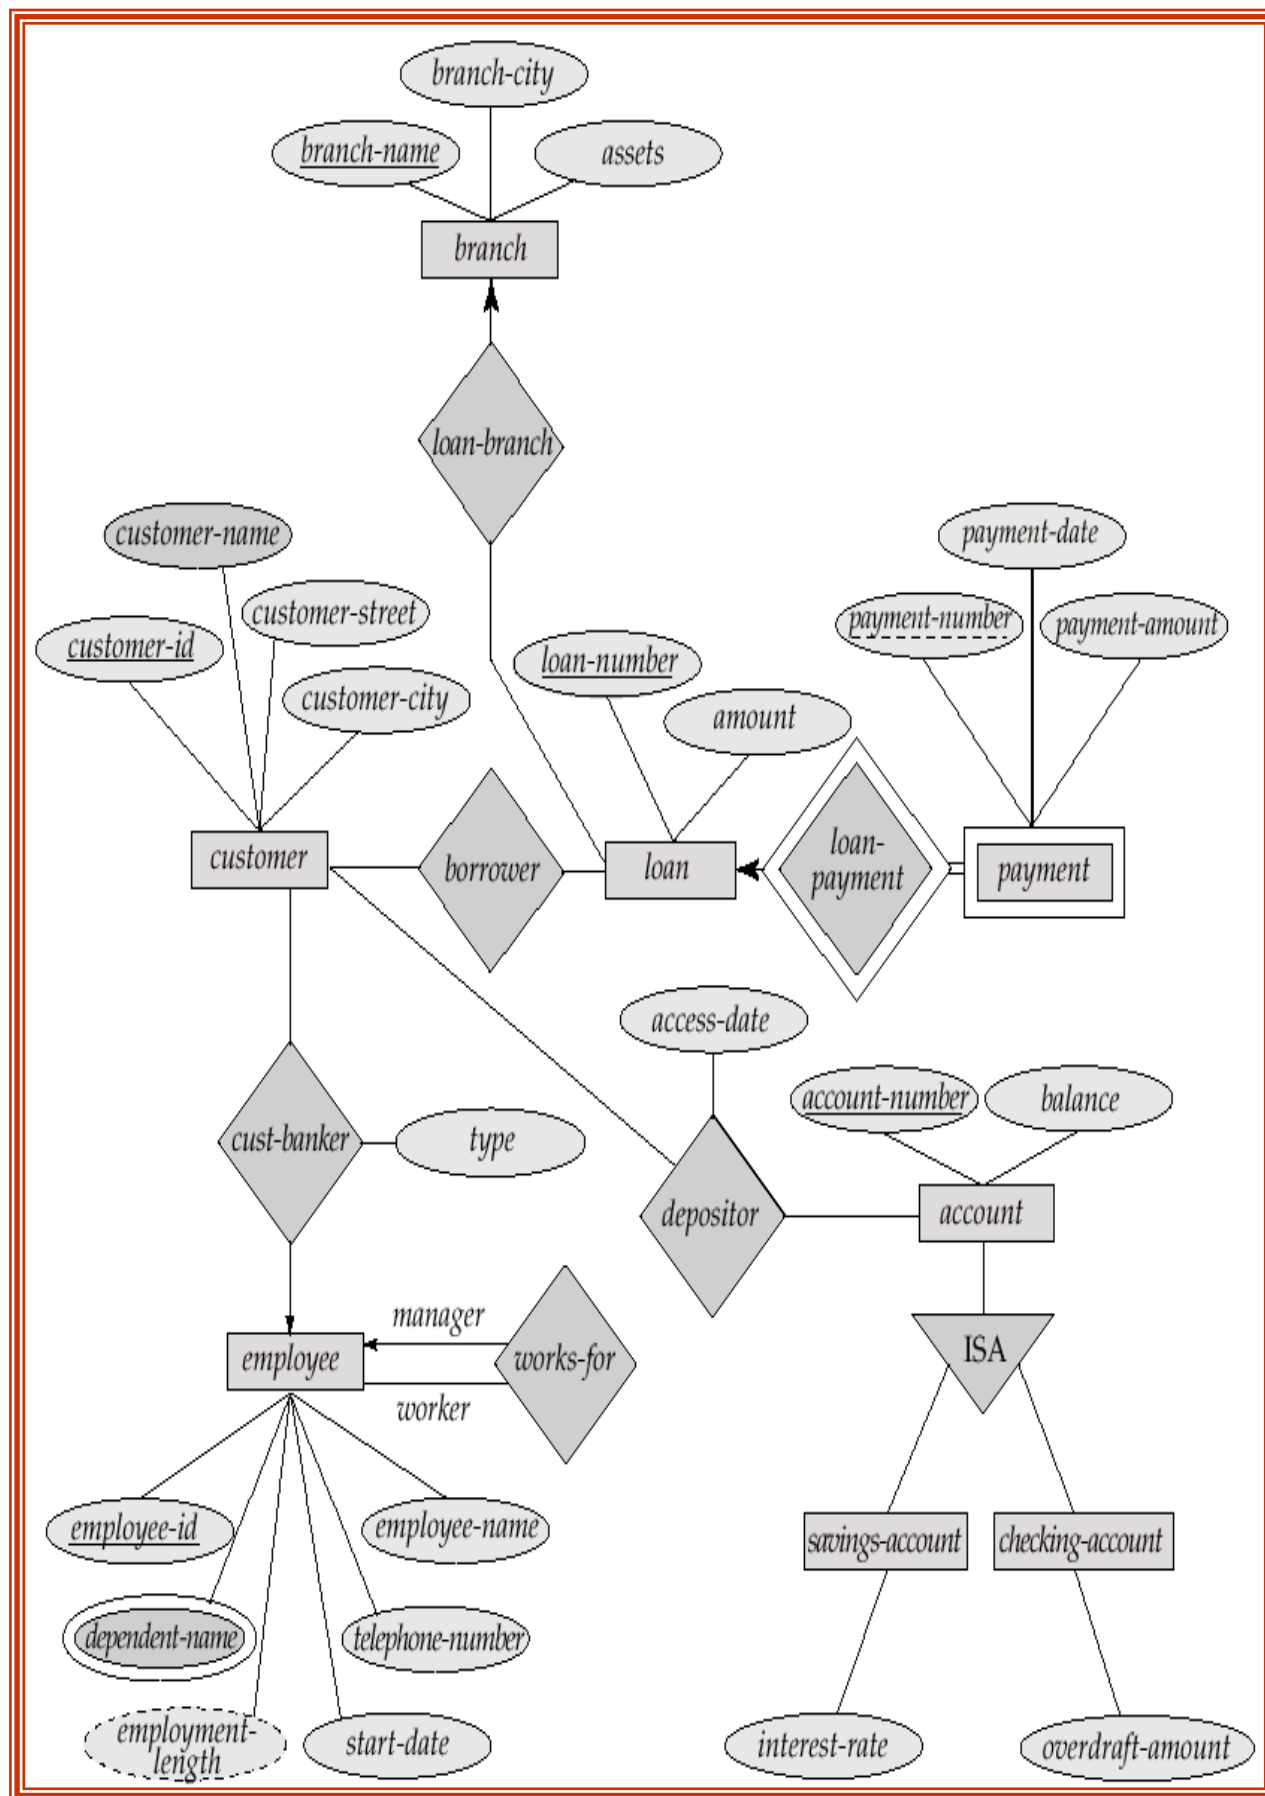 branch-city
branch-name
assets
branch
loan-branch
customer-name
payment-date
customer-street
payment-number
payment-amount
customer-id
loan-number
customer-city
amount
customer
borrower
loan
loan-
payment
payment
access-date
account-number
balance
cust-banker
type
depositor
account
manager
employee
works-for
ISA
worker
employee-id
employee-name
savings-account
checking-account
dependent-name
telephone-number
employment-
length
start-date
interest-rate
overdraft-amount